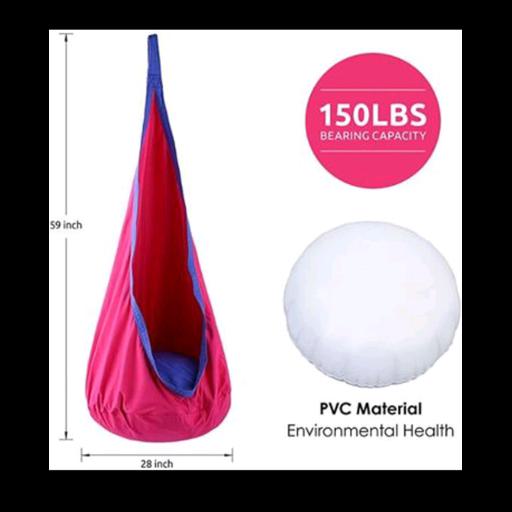 150LBS
BEARING CAPACITY
59 inch
PVC Material
Environmental Health
28 inch